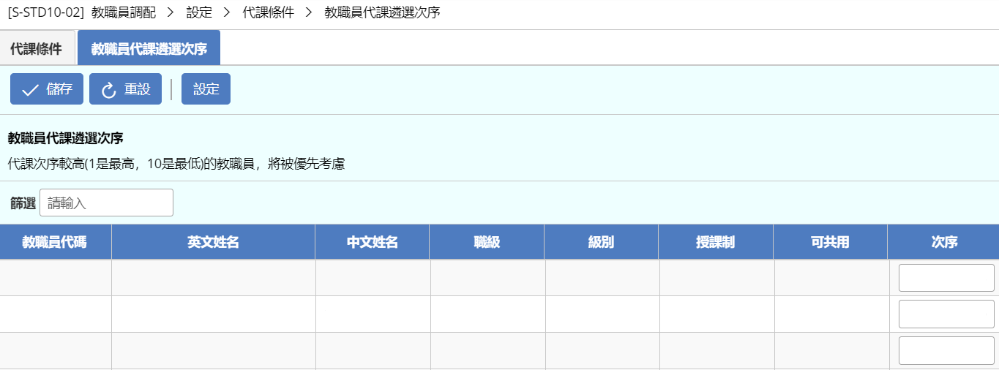 [S-STD10-02] 教職員調配 > 設定 > 代課條件 > 教職員代課遴選次序
代課條件 教職員代課遴選次序
儲存 重設 設定
教職員代課遴選次序
代課次序較高(1是最高，10是最低)的教職員，將被優先考慮
篩選 請輸入
教職員代碼 英文姓名 中文姓名 職級 級別 授課制 可共用 次序